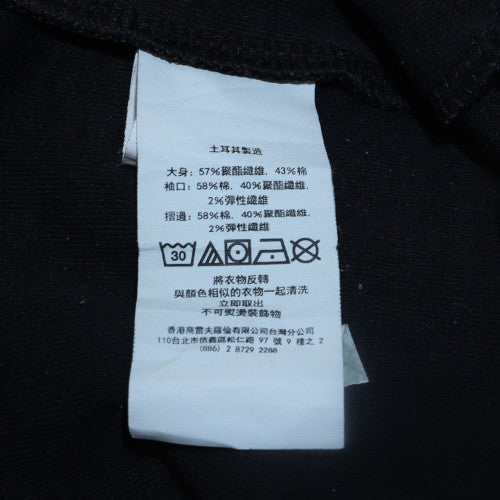 土耳其製造
大身：57%聚酯纖維，43%棉
袖口：58%棉，40%聚酯纖維，
2%彈性纖維
摺邊：58%棉，40%聚酯纖維，
2%彈性纖維
30
將衣物反轉
與顏色相似的衣物一起清洗
立即取出
不可熨燙裝飾物
香港商雷夫羅倫有限公司台灣分公司
110台北市信義區松仁路 97 號 9 樓之 2
(886) 2 8729 2288